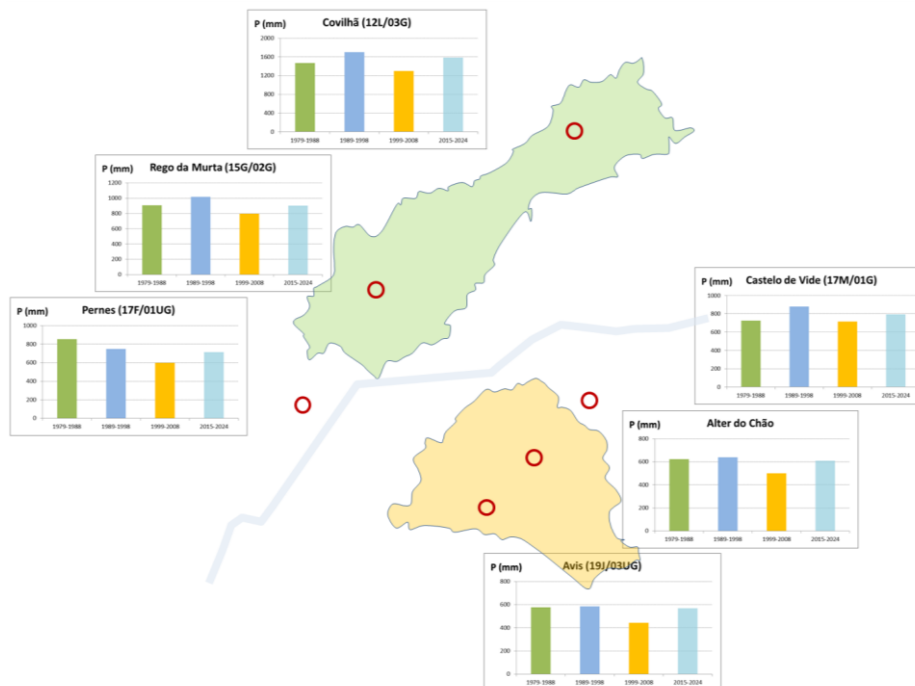 P (mm) Covilhã (12L/03G)
2000
1600
1200
800
400
0
1979-1988 1989-1998 1999-2008 2015-2024
P (mm) Rego da Murta (15G/02G)
1200
1000
800
600
400
200
0
1979-1988 1989-1998 1999-2008 2015-2024
P (mm) Pernes (17F/01UG)
1000
800
600
400
200
0
1979-1988 1989-1998 1999-2008 2015-2024
P (mm) Castelo de Vide (17M/01G)
1000
800
600
400
200
0
1979-1988 1989-1998 1999-2008 2015-2024
P (mm) Alter do Chão
800
600
400
200
0
1979-1988 1989-1998 1999-2008 2015-2024
P (mm) Avis (19J/03UG)
800
600
400
200
0
1979-1988 1989-1998 1999-2008 2015-2024